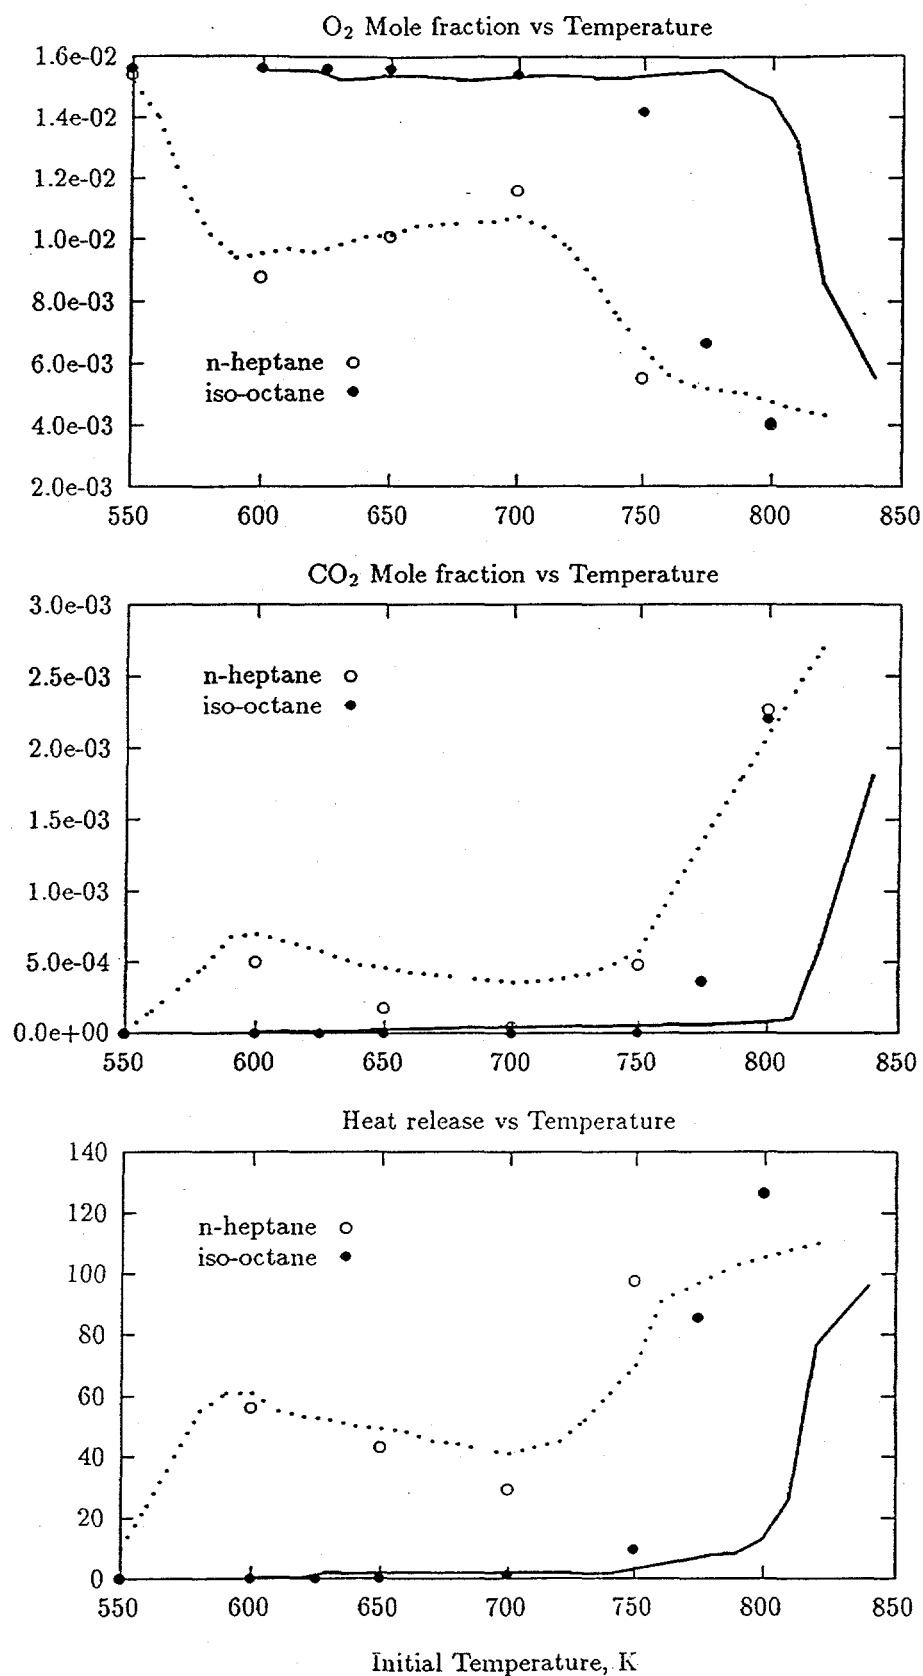 O₂ Mole fraction vs Temperature
1.6e-02
1.4e-02
1.2e-02
1.0e-02
8.0e-03
6.0e-03
4.0e-03
2.0e-03
n-heptane
iso-octane
550 600 650 700 750 800 850
CO₂ Mole fraction vs Temperature
3.0e-03
2.5e-03
2.0e-03
1.5e-03
1.0e-03
5.0e-04
0.0e+00
n-heptane
iso-octane
550 600 650 700 750 800 850
Heat release vs Temperature
140
120
100
80
60
40
20
0
n-heptane
iso-octane
550 600 650 700 750 800 850
Initial Temperature, K